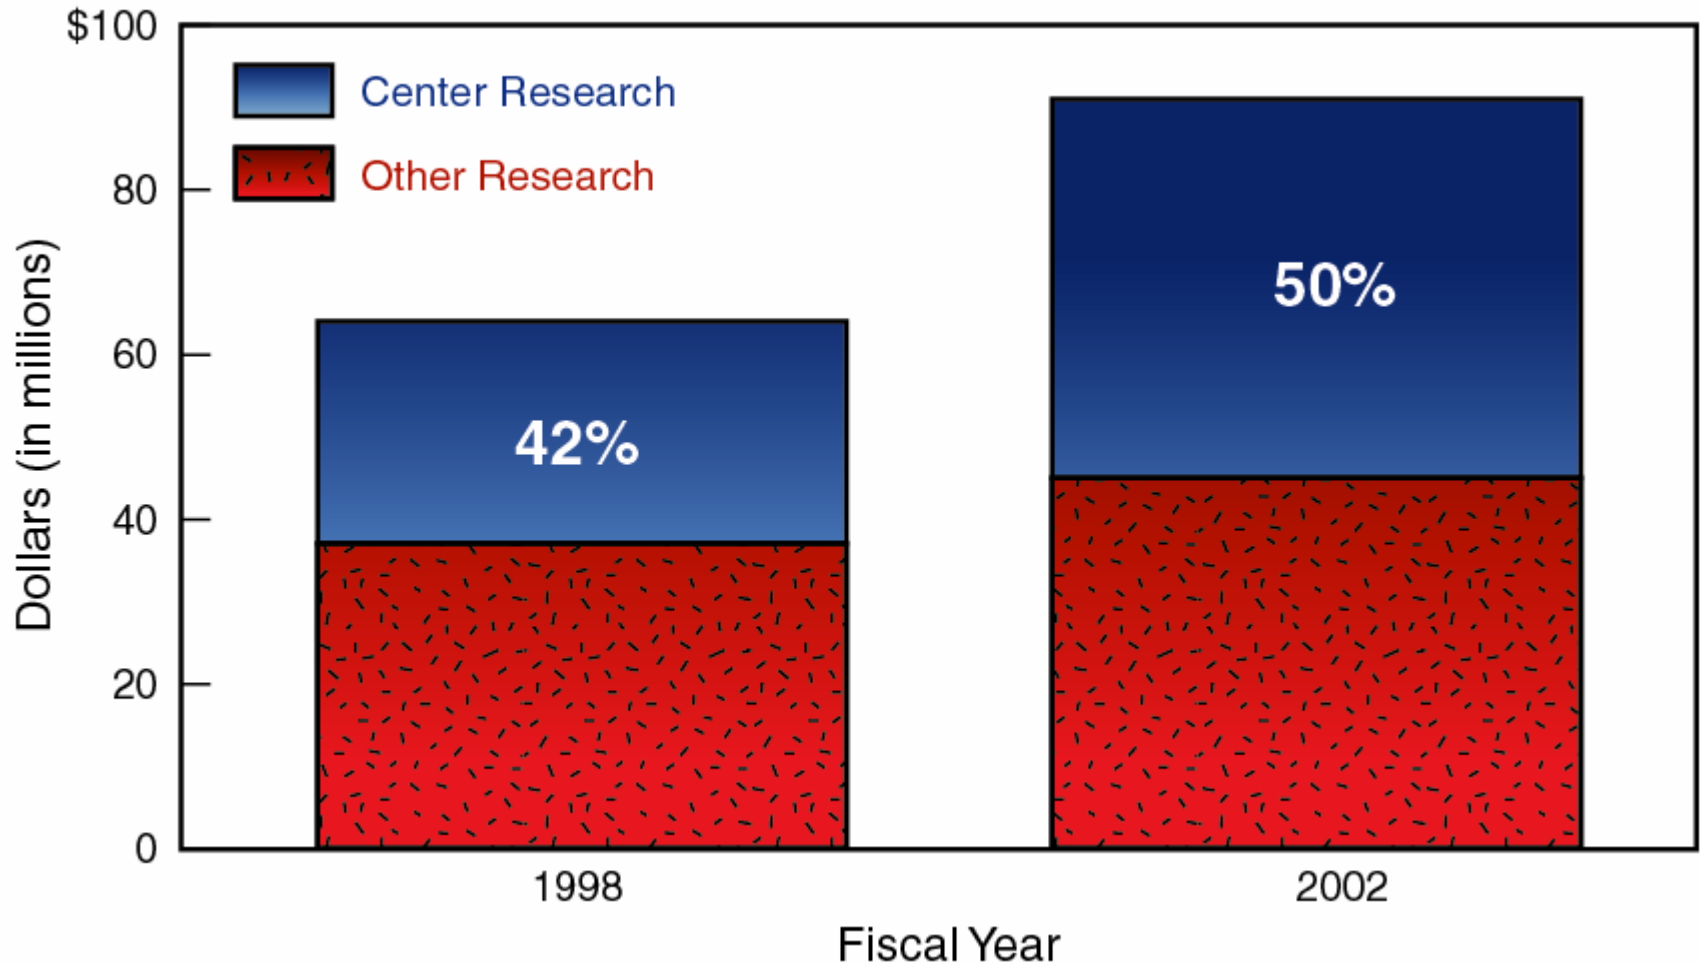 $100
80
60
40
20
0
Dollars (in millions)
Center Research
Other Research
42%
50%
1998
2002
Fiscal Year